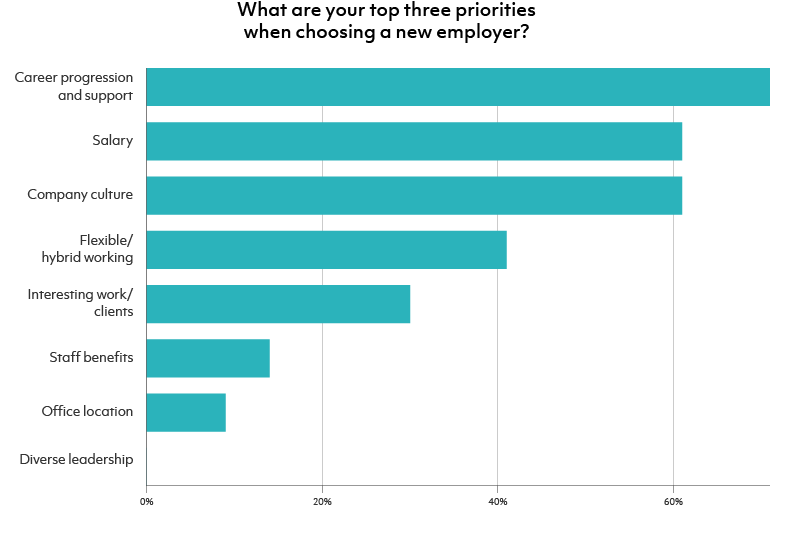 What are your top three priorities
when choosing a new employer?
Career progression
and support
Salary
Company culture
Flexible/
hybrid working
Interesting work/
clients
Staff benefits
Office location
Diverse leadership
0%
20%
40%
60%